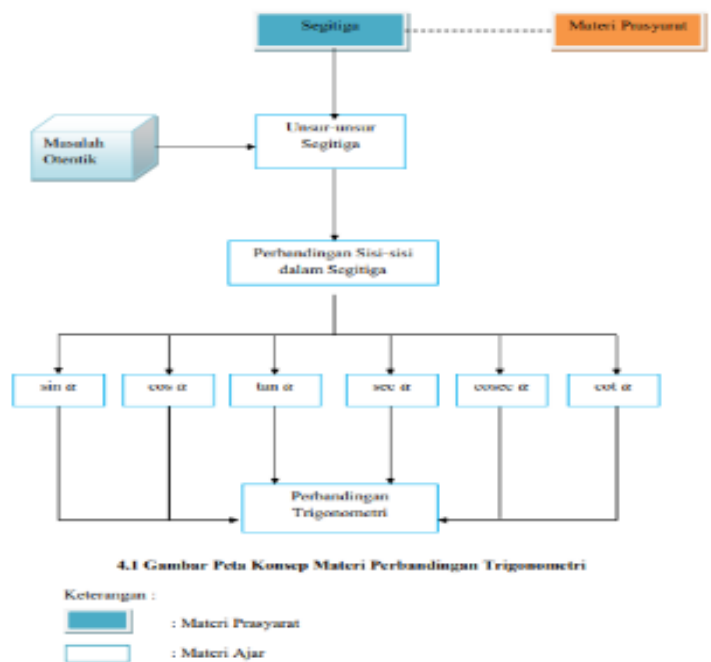 Segitiga
Materi Prasyarat
Unsur-unsur
Segitiga
Masalah
Otentik
Perbandingan Sisi-sisi
dalam Segitiga
sin α
cos α
tan α
sec α
cosec α
cot α
Perbandingan
Trigonometri
4.1 Gambar Peta Konsep Materi Perbandingan Trigonometri
Keterangan :
: Materi Prasyarat
: Materi Ajar